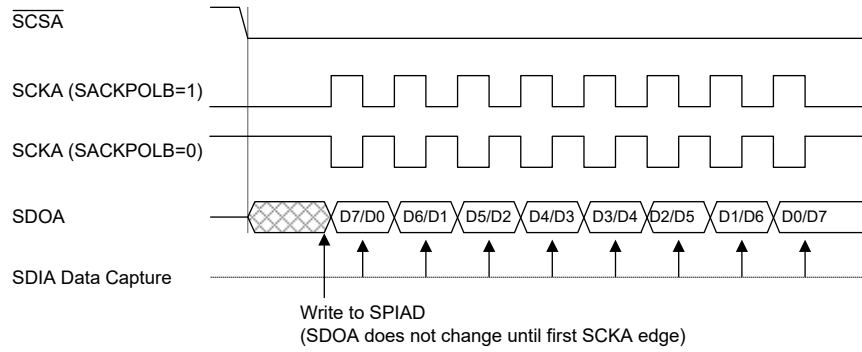 SCSA
SCKA (SACKPOLB=1)
SCKA (SACKPOLB=0)
SDOA
D7/D0 D6/D1 D5/D2 D4/D3 D3/D4 D2/D5 D1/D6 D0/D7
SDIA Data Capture
Write to SPIAD
(SDOA does not change until first SCKA edge)